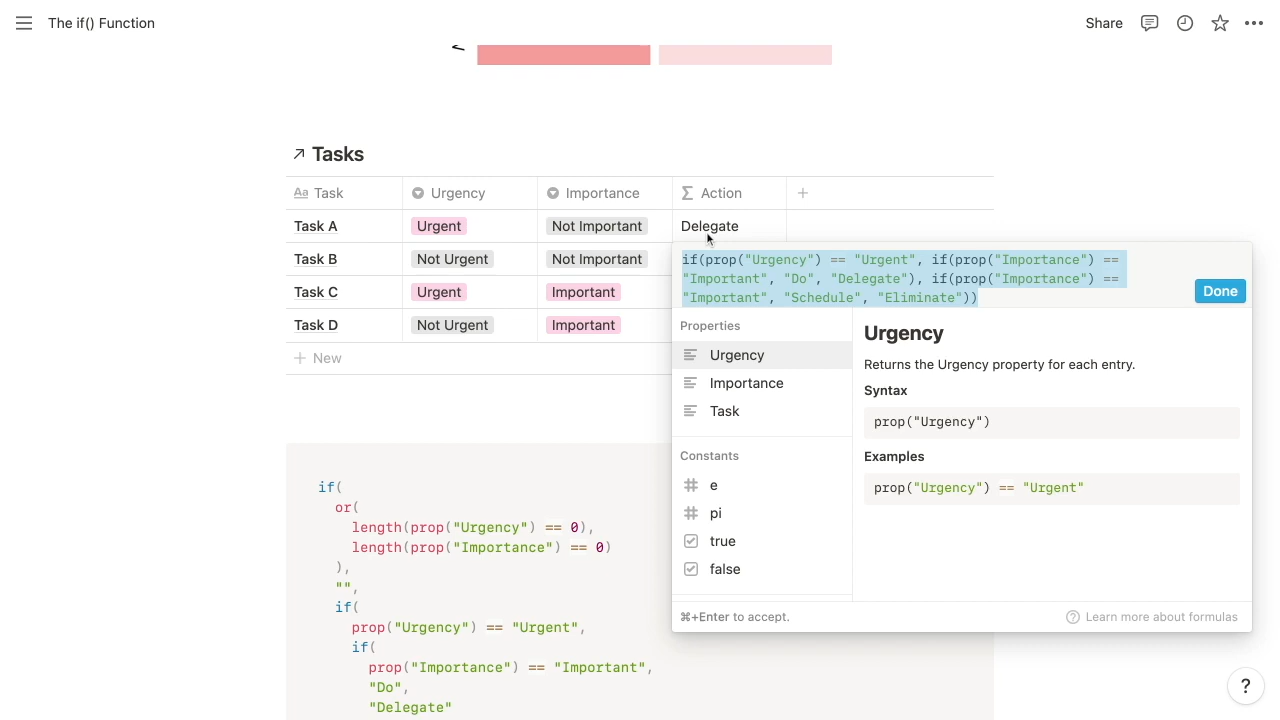 The if() Function
Share
Tasks
Aa Task Urgency Importance Σ Action +
Task A Urgent Not Important Delegate
Task B Not Urgent Not Important
Task C Urgent Important
Task D Not Urgent Important
+ New
if(prop("Urgency") == "Urgent", if(prop("Importance") ==
"Important", "Do", "Delegate"), if(prop("Importance") ==
"Important", "Schedule", "Eliminate"))
Done
Properties
Urgency
Importance
Task
Constants
e
pi
true
false
Urgency
Returns the Urgency property for each entry.
Syntax
prop("Urgency")
Examples
prop("Urgency") == "Urgent"
⌘+Enter to accept.
? Learn more about formulas
if(
or(
length(prop("Urgency") == 0),
length(prop("Importance") == 0)
),
"",
if(
prop("Urgency") == "Urgent",
if(
prop("Importance") == "Important",
"Do",
"Delegate"
?